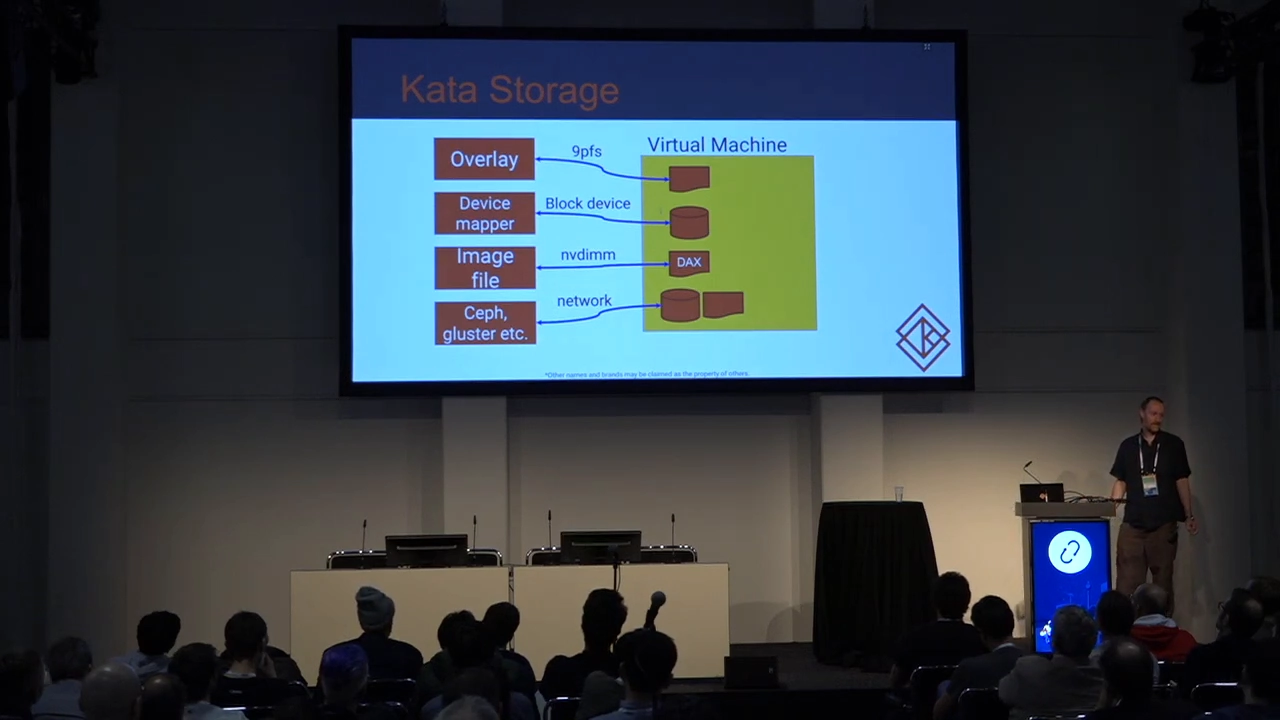 Kata Storage
Virtual Machine
Overlay
9pfs
Device
mapper
Block device
Image
file
nvdimm
DAX
Ceph,
gluster etc.
network
*Other names and brands may be claimed as the property of others.